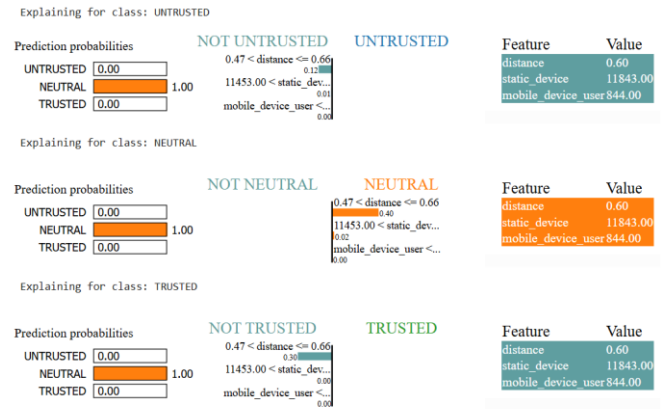 Explaining for class: UNTRUSTED
Prediction probabilities
UNTRUSTED 0.00
NEUTRAL 1.00
TRUSTED 0.00
NOT UNTRUSTED UNTRUSTED
0.47 < distance <= 0.66
0.12
11453.00 < static_dev...
0.01
mobile_device_user <...
0.00
Feature Value
distance 0.60
static_device 11843.00
mobile_device_user 844.00
Explaining for class: NEUTRAL
Prediction probabilities
UNTRUSTED 0.00
NEUTRAL 1.00
TRUSTED 0.00
NOT NEUTRAL NEUTRAL
0.47 < distance <= 0.66
0.40
11453.00 < static_dev...
0.02
mobile_device_user <...
0.00
Feature Value
distance 0.60
static_device 11843.00
mobile_device_user 844.00
Explaining for class: TRUSTED
Prediction probabilities
UNTRUSTED 0.00
NEUTRAL 1.00
TRUSTED 0.00
NOT TRUSTED TRUSTED
0.47 < distance <= 0.66
0.30
11453.00 < static_dev...
0.00
mobile_device_user <...
0.00
Feature Value
distance 0.60
static_device 11843.00
mobile_device_user 844.00